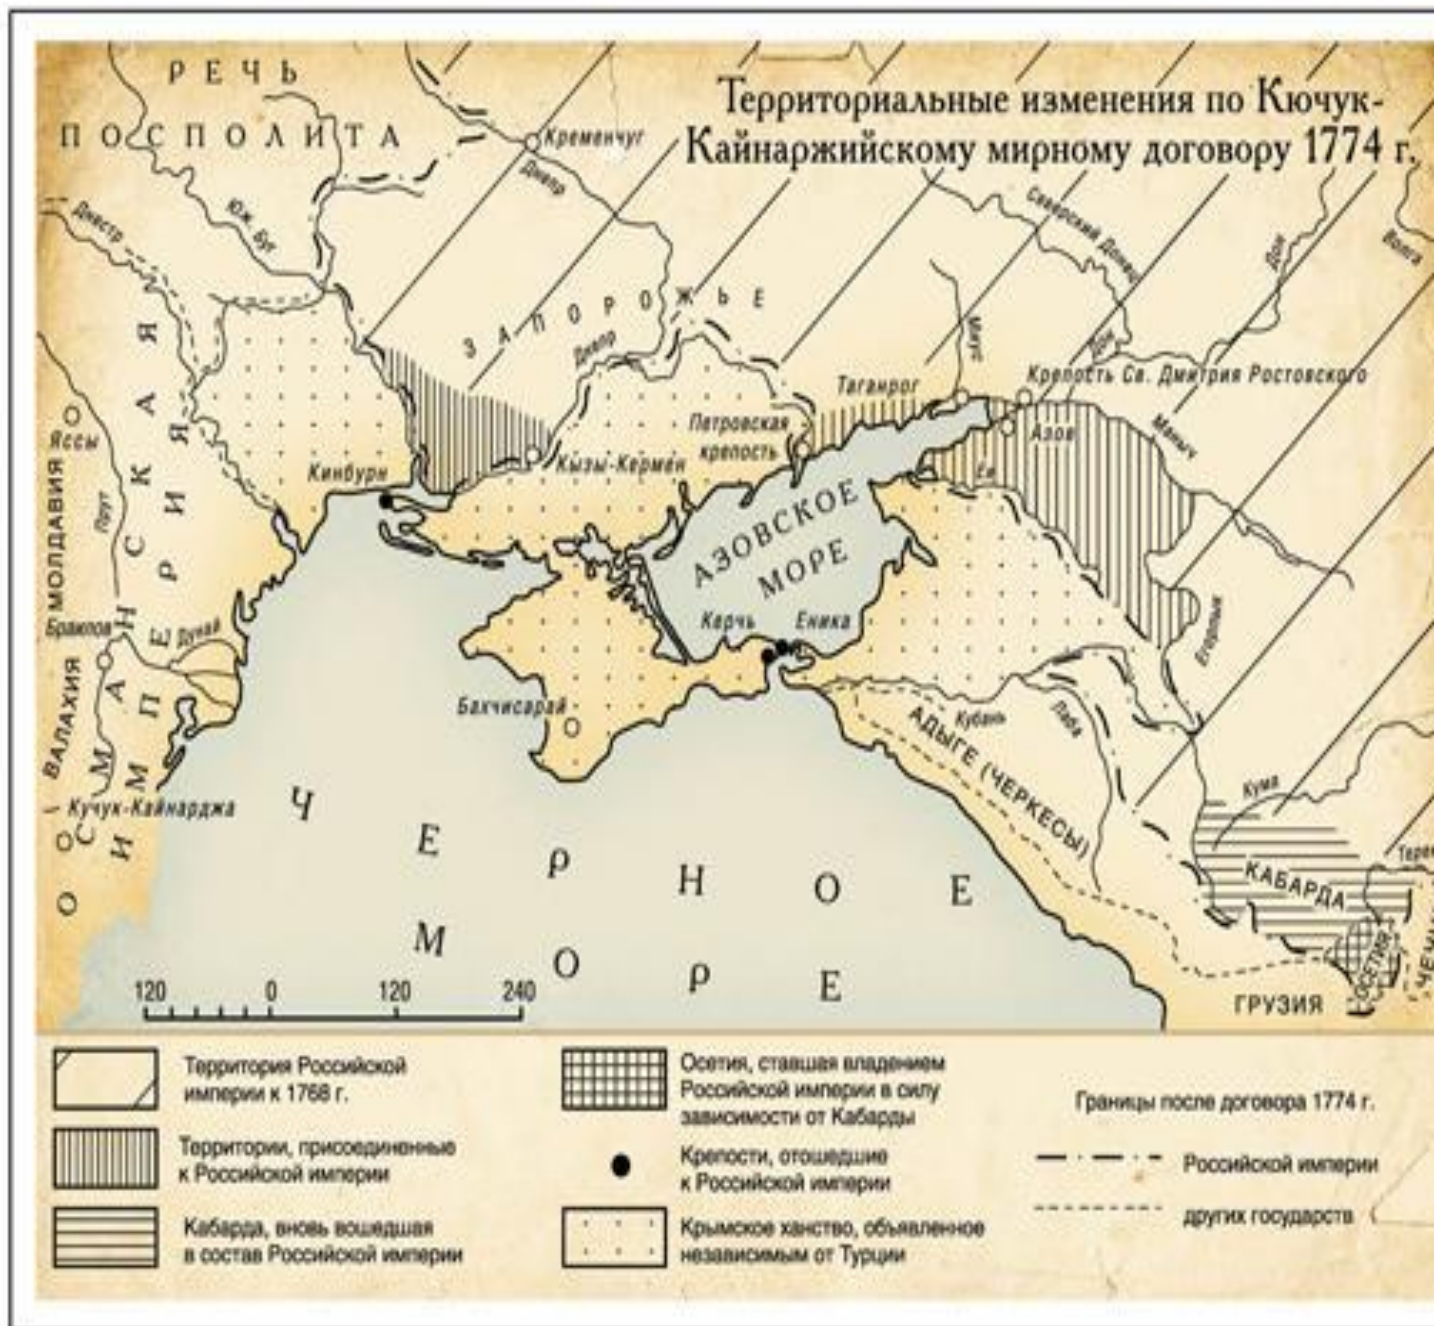 Территориальные изменения по Кючук-
Кайнаржийскому мирному договору 1774 г.
РЕЧЬ
ПОСПОЛИТА
Кременчуг
Днепр
Днестр
Юж. Буг
Северский Донец
Дон
Волга
ЗАПОРОЖЬЕ
Днепр
Миус
Дон
Таганрог
Крепость Св. Дмитрия Ростовского
Петровская
крепость
Азов
Маныч
Яссы
Кинбурн
Кызы-Кермен
Ея
МОЛДАВИЯ
Прут
АЗОВСКОЕ
МОРЕ
Браилов
Дунай
Керчь
Еника
Егорлык
ВАЛАХИЯ
ОСМАНСКАЯ
ИМПЕРИЯ
Бахчисарай
Кубань
Лаба
АДЫГЕ (ЧЕРКЕСЫ)
Кучук-Кайнарджа
Кума
ЧЕРНОЕ
МОРЕ
Терек
КАБАРДА
ОСЕТИЯ
ГРУЗИЯ
120 0 120 240
Территория Российской
империи к 1768 г.
Территории, присоединенные
к Российской империи
Кабарда, вновь вошедшая
в состав Российской империи
Осетия, ставшая владением
Российской империи в силу
зависимости от Кабарды
Крепости, отошедшие
к Российской империи
Крымское ханство, объявленное
независимым от Турции
Границы после договора 1774 г.
Российской империи
других государств